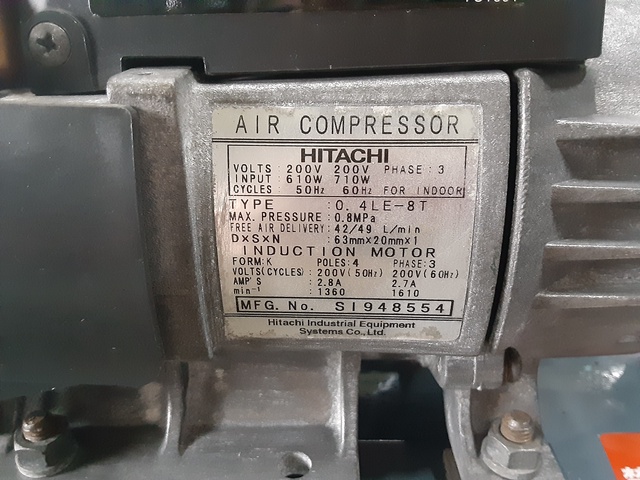 AIR COMPRESSOR
HITACHI
VOLTS : 200V 200V PHASE : 3
INPUT : 610W 710W
CYCLES : 50Hz 60Hz FOR INDOOR
TYPE : 0.4LE-8T
MAX. PRESSURE : 0.8MPa
FREE AIR DELIVERY : 42/49 L/min
D×S×N : 63mm×20mm×1
INDUCTION MOTOR
FORM:K POLES:4 PHASE:3
VOLTS(CYCLES) : 200V(50Hz) 200V(60Hz)
AMP'S : 2.8A 2.7A
min⁻¹ : 1360 1610
MFG. No. SI948554
Hitachi Industrial Equipment
Systems Co., Ltd.